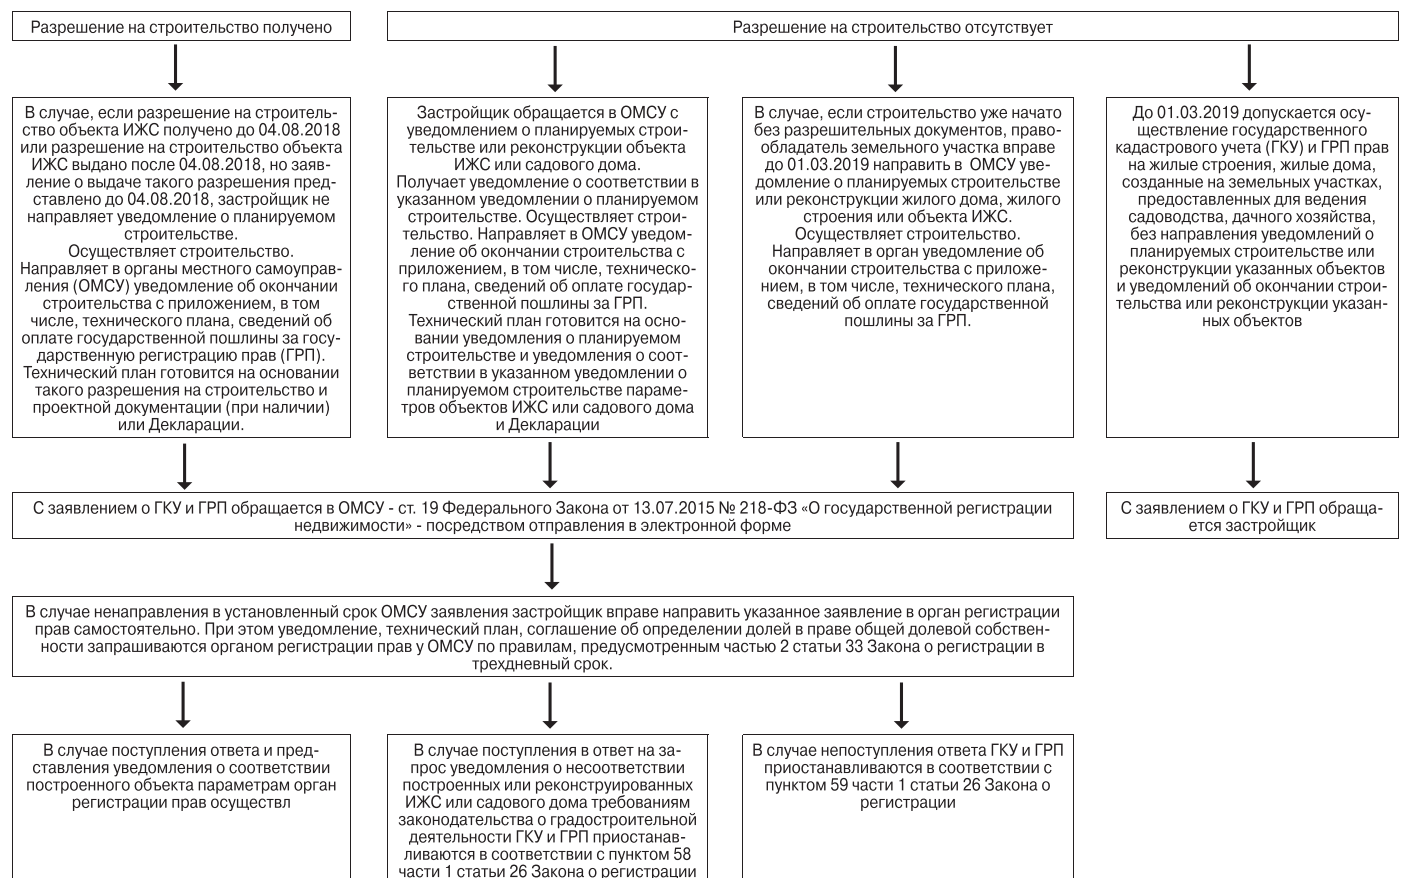 Разрешение на строительство получено
Разрешение на строительство отсутствует
В случае, если разрешение на строитель-
ство объекта ИЖС получено до 04.08.2018
или разрешение на строительство объекта
ИЖС выдано после 04.08.2018, но заяв-
ление о выдаче такого разрешения пред-
ставлено до 04.08.2018, застройщик не
направляет уведомление о планируемом
строительстве.
Осуществляет строительство.
Направляет в органы местного самоуправ-
ления (ОМСУ) уведомление об окончании
строительства с приложением, в том
числе, технического плана, сведений об
оплате государственной пошлины за госу-
дарственную регистрацию прав (ГРП).
Технический план готовится на основании
такого разрешения на строительство и
проектной документации (при наличии)
или Декларации.
Застройщик обращается в ОМСУ с
уведомлением о планируемых строи-
тельстве или реконструкции объекта
ИЖС или садового дома.
Получает уведомление о соответствии в
указанном уведомлении о планируемом
строительстве. Осуществляет строи-
тельство. Направляет в ОМСУ уведом-
ление об окончании строительства с
приложением, в том числе, техническо-
го плана, сведений об оплате государ-
ственной пошлины за ГРП.
Технический план готовится на осно-
вании уведомления о планируемом
строительстве и уведомления о соот-
ветствии в указанном уведомлении о
планируемом строительстве параме-
тров объектов ИЖС или садового дома
и Декларации
В случае, если строительство уже начато
без разрешительных документов, право-
обладатель земельного участка вправе
до 01.03.2019 направить в ОМСУ уве-
домление о планируемых строительстве
или реконструкции жилого дома, жилого
строения или объекта ИЖС.
Осуществляет строительство.
Направляет в орган уведомление об
окончании строительства с приложе-
нием, в том числе, технического плана,
сведений об оплате государственной
пошлины за ГРП.
До 01.03.2019 допускается осу-
ществление государственного
кадастрового учета (ГКУ) и ГРП прав
на жилые строения, жилые дома,
созданные на земельных участках,
предоставленных для ведения
садоводства, дачного хозяйства,
без направления уведомлений о
планируемых строительстве или
реконструкции указанных объектов
и уведомлений об окончании строи-
тельства или реконструкции указан-
ных объектов
С заявлением о ГКУ и ГРП обращается в ОМСУ - ст. 19 Федерального Закона от 13.07.2015 № 218-ФЗ «О государственной регистрации
недвижимости» - посредством отправления в электронной форме
С заявлением о ГКУ и ГРП обраща-
ется застройщик
В случае ненаправления в установленный срок ОМСУ заявления застройщик вправе направить указанное заявление в орган регистрации
прав самостоятельно. При этом уведомление, технический план, соглашение об определении долей в праве общей долевой собствен-
ности запрашиваются органом регистрации прав у ОМСУ по правилам, предусмотренным частью 2 статьи 33 Закона о регистрации в
трехдневный срок.
В случае поступления ответа и пред-
ставления уведомления о соответствии
построенного объекта параметрам орган
регистрации прав осуществл
В случае поступления в ответ на за-
прос уведомления о несоответствии
построенных или реконструированных
ИЖС или садового дома требованиям
законодательства о градостроительной
деятельности ГКУ и ГРП приостанав-
ливаются в соответствии с пунктом 58
части 1 статьи 26 Закона о регистрации
В случае непоступления ответа ГКУ и ГРП
приостанавливаются в соответствии с
пунктом 59 части 1 статьи 26 Закона о
регистрации